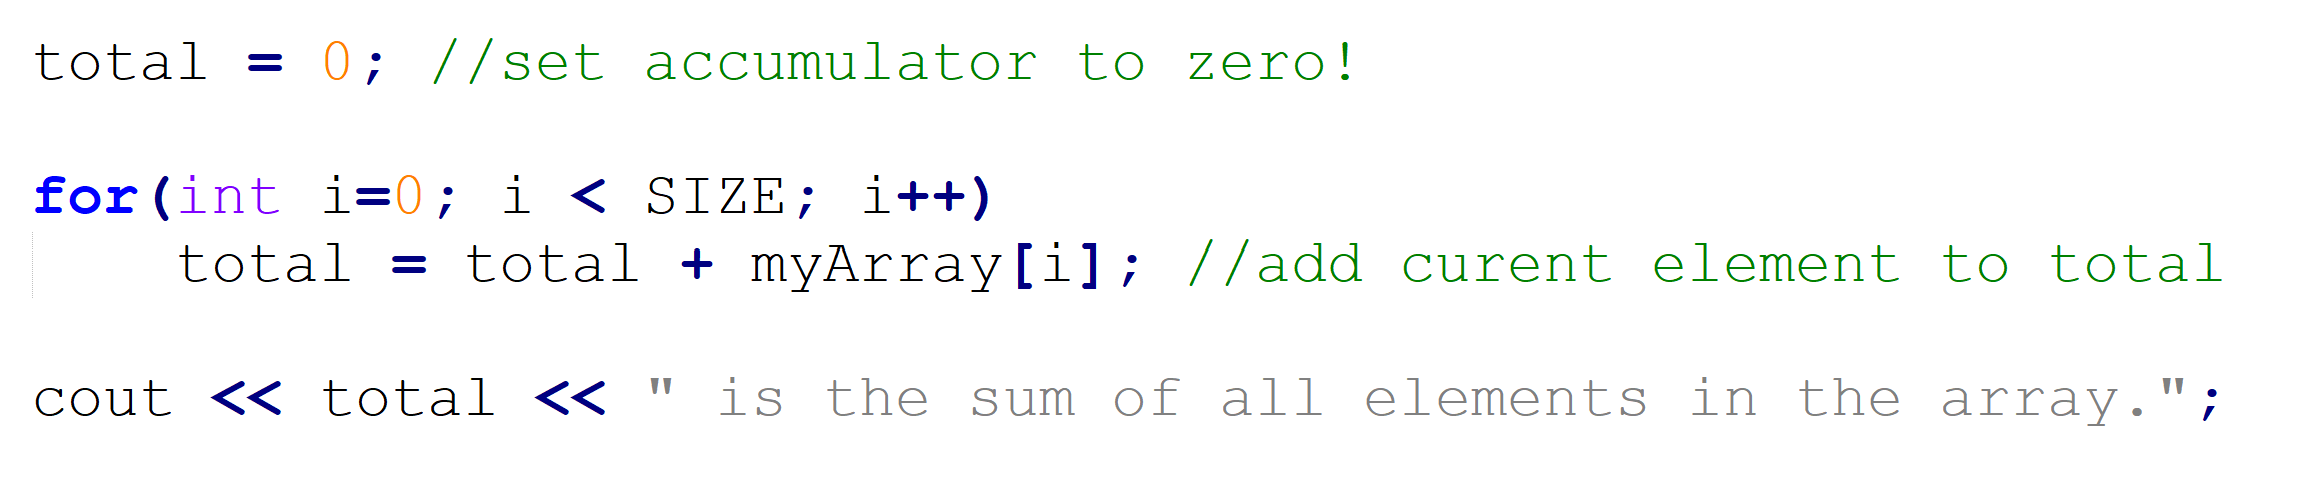 total = 0; //set accumulator to zero!
for(int i=0; i < SIZE; i++)
total = total + myArray[i]; //add curent element to total
cout << total << " is the sum of all elements in the array.";